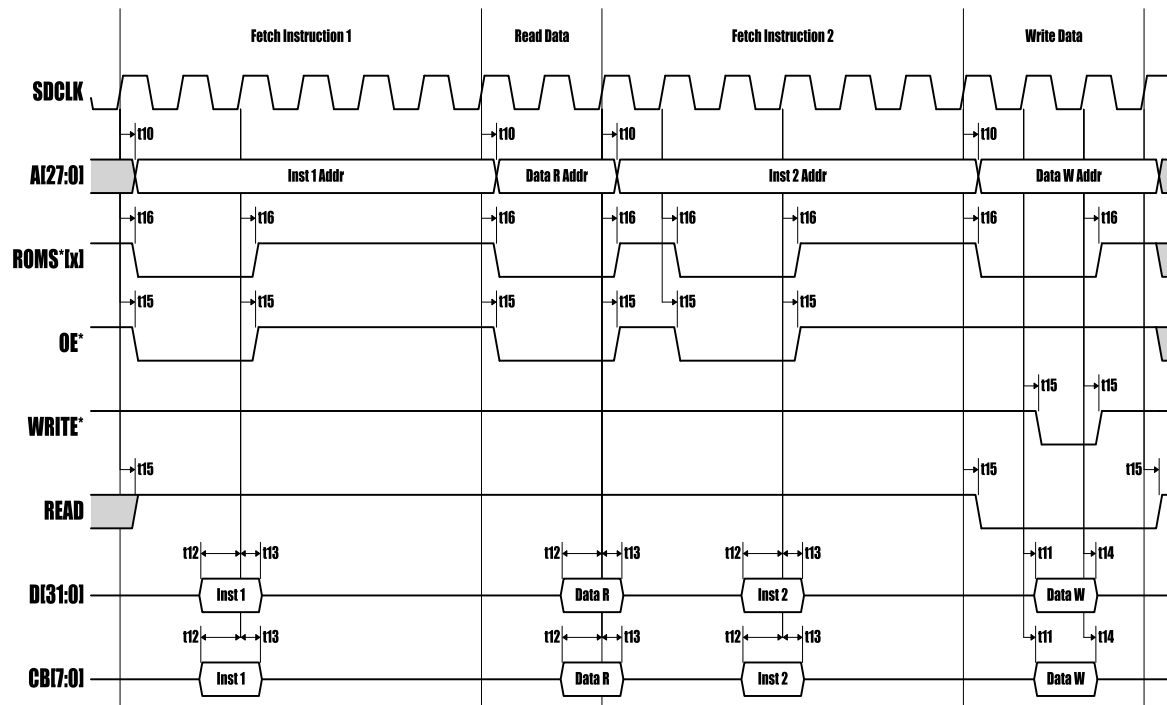 Fetch Instruction 1 Read Data Fetch Instruction 2 Write Data
SDCLK
t10 t10 t10 t10
A[27:0] Inst 1 Addr Data R Addr Inst 2 Addr Data W Addr
t16 t16 t16 t16 t16 t16 t16 t16
ROMS*[x]
t15 t15 t15 t15 t15 t15
OE*
t15 t15
WRITE*
t15 t15 t15
READ
t12 t13 t12 t13 t12 t13 t11 t14
D[31:0] Inst 1 Data R Inst 2 Data W
t12 t13 t12 t13 t12 t13 t11 t14
CB[7:0] Inst 1 Data R Inst 2 Data W